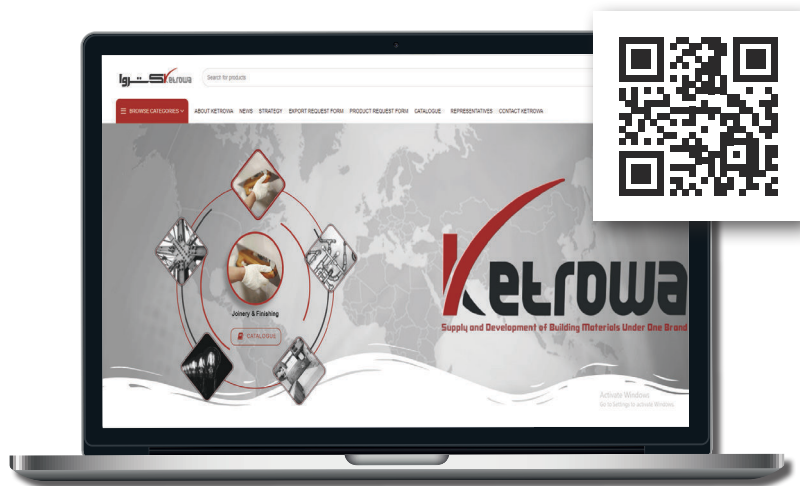 كتروا Ketrowa
Search for products
BROWSE CATEGORIES
ABOUT KETROWA NEWS STRATEGY EXPORT REQUEST FORM PRODUCT REQUEST FORM CATALOGUE REPRESENTATIVES CONTACT KETROWA
Ketrowa
Supply and Development of Building Materials Under One Brand
Joinery & Finishing
CATALOGUE
Activate Windows
Go to Settings to activate Windows.